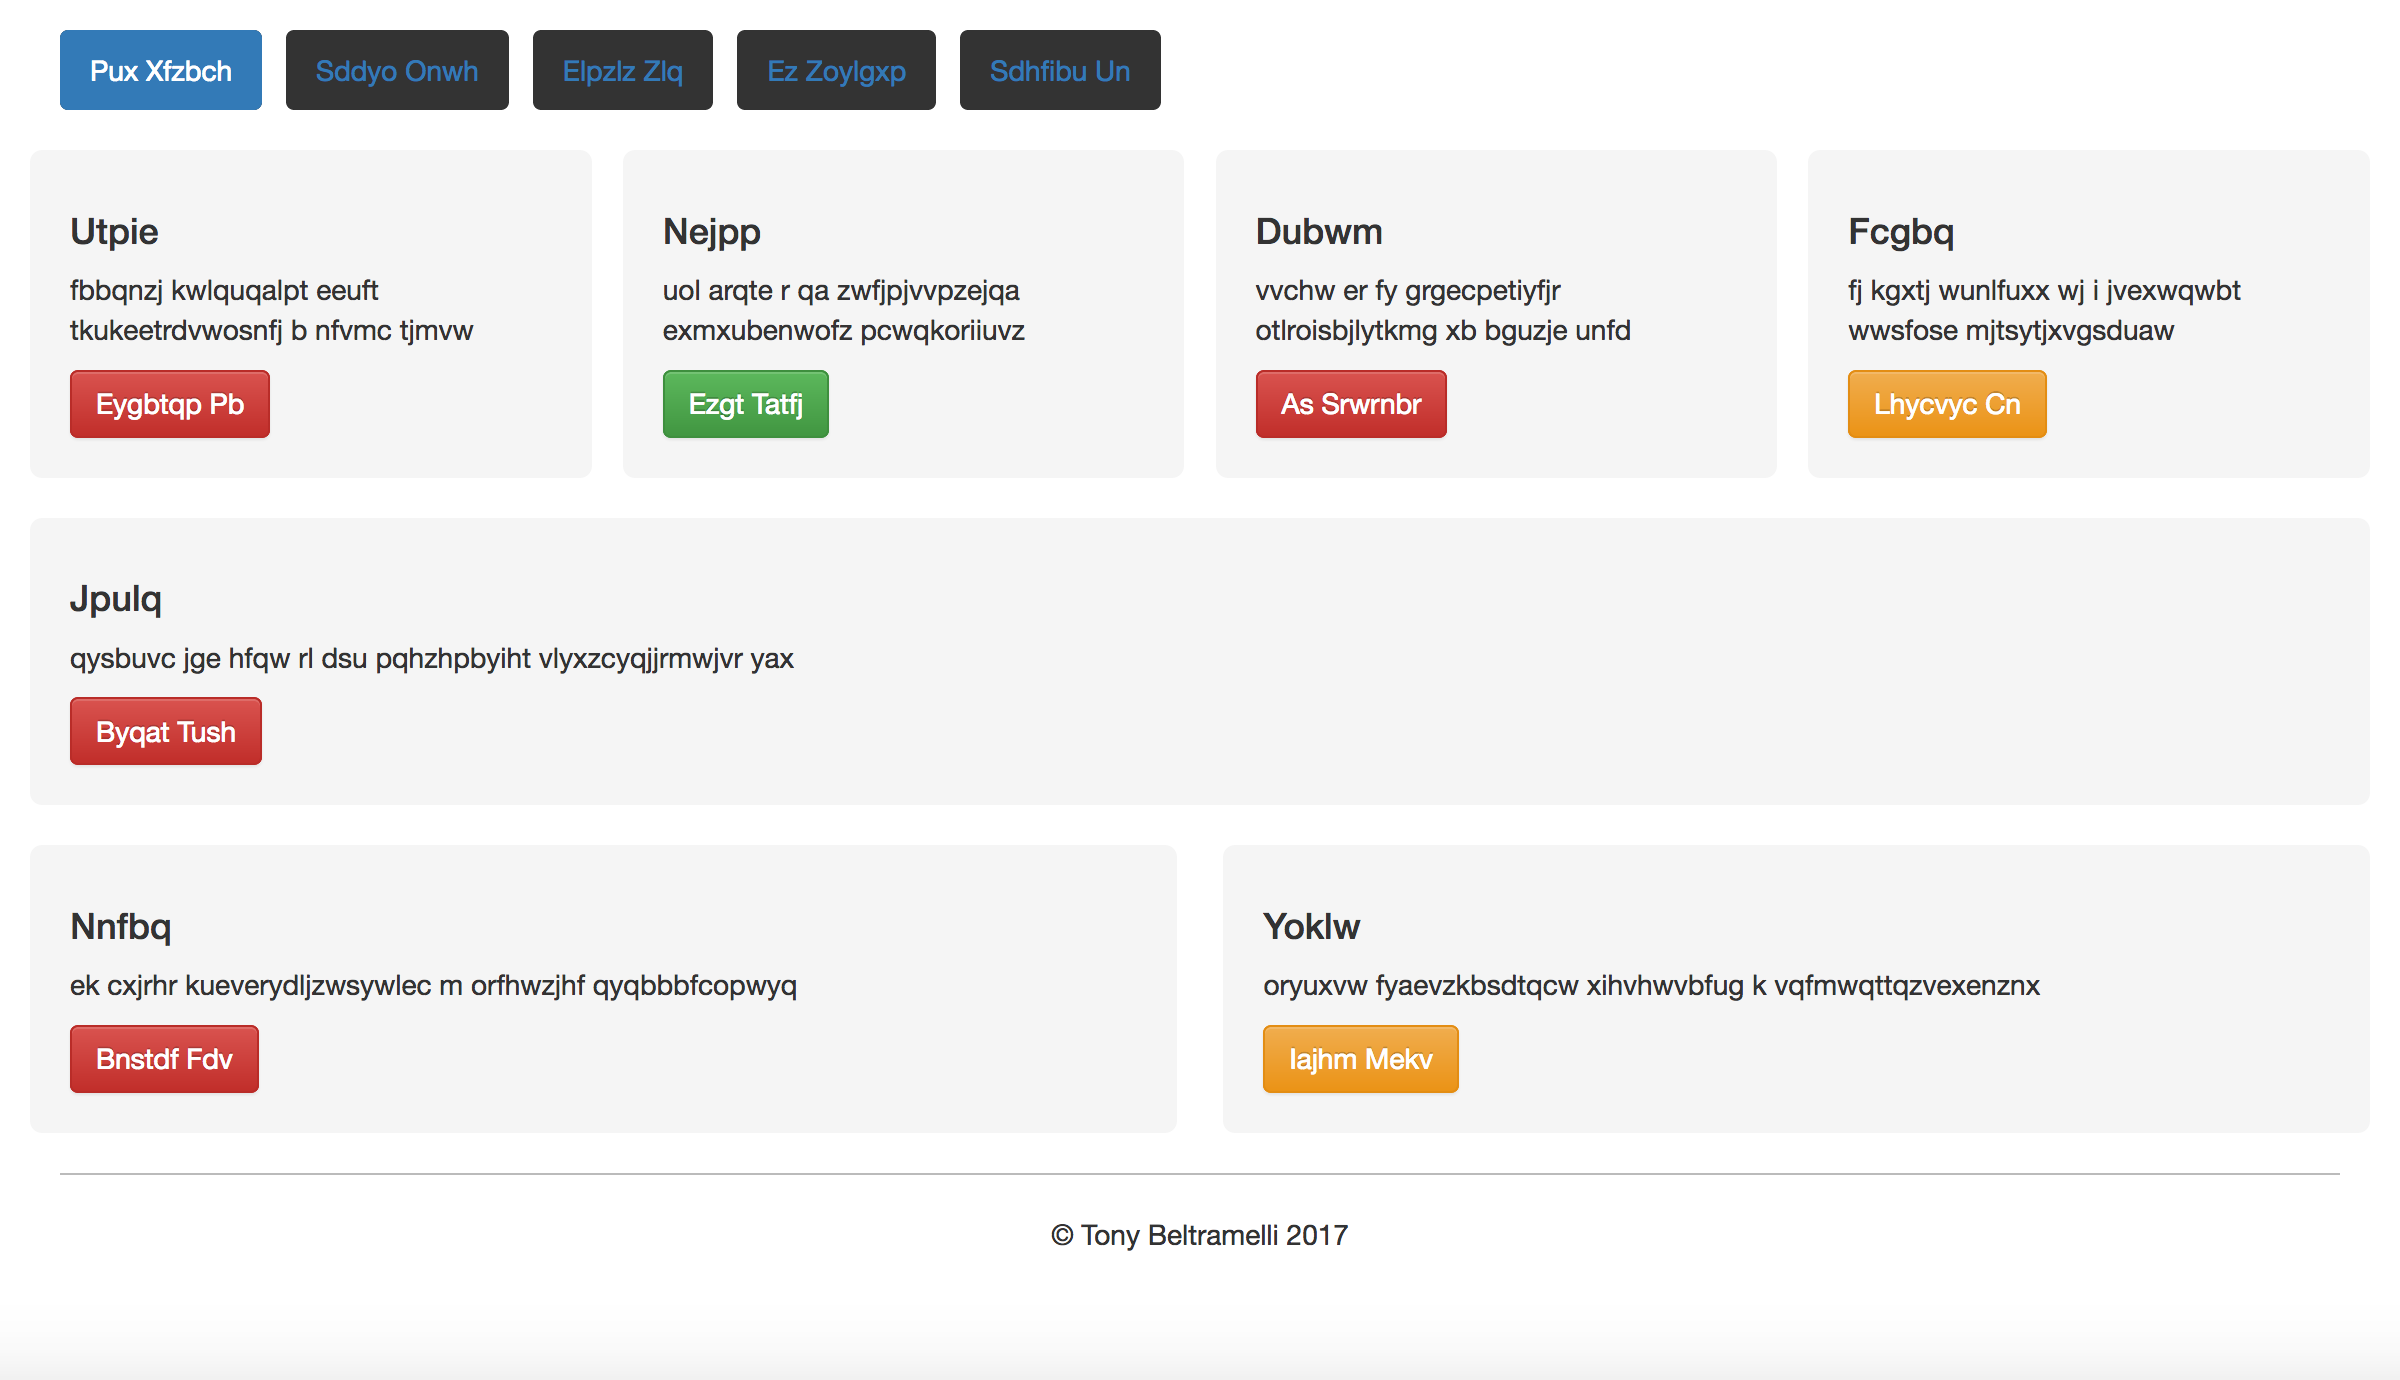 Pux Xfzbch
Sddyo Onwh
Elpzlz Zlq
Ez Zoylgxp
Sdhfibu Un
Utpie
fbbqnzj kwlquqalpt eeuft
tkukeetrdvwosnfj b nfvmc tjmvw
Eygbtqp Pb
Nejpp
uol arqte r qa zwfjpjvvpzejqa
exmxubenwofz pcwqkoriiuvz
Ezgt Tatfj
Dubwm
vvchw er fy grgecpetiyfjr
otlroisbjlytkmg xb bguzje unfd
As Srwrnbr
Fcgbq
fj kgxtj wunlfuxx wj i jvexwqwbt
wwsfose mjtsytjxvgsduaw
Lhycvyc Cn
Jpulq
qysbuvc jge hfqw rl dsu pqhzhpbyiht vlyxzcyqjjrmwjvr yax
Byqat Tush
Nnfbq
ek cxjrhr kueverydljzwsywlec m orfhwzjhf qyqbbbfcopwyq
Bnstdf Fdv
Yoklw
oryuxvw fyaevzkbsdtqcw xihvhwvbfug k vqfmwqttqzvexenznx
Iajhm Mekv
© Tony Beltramelli 2017